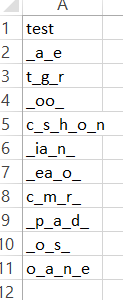 A
1 test
2 _a_e
3 t_g_r
4 _oo_
5 c_s_h_o_n
6 _ia_n_
7 _ea_o_
8 c_m_r_
9 _p_a_d_
10 _o_s_
11 o_a_n_e
12